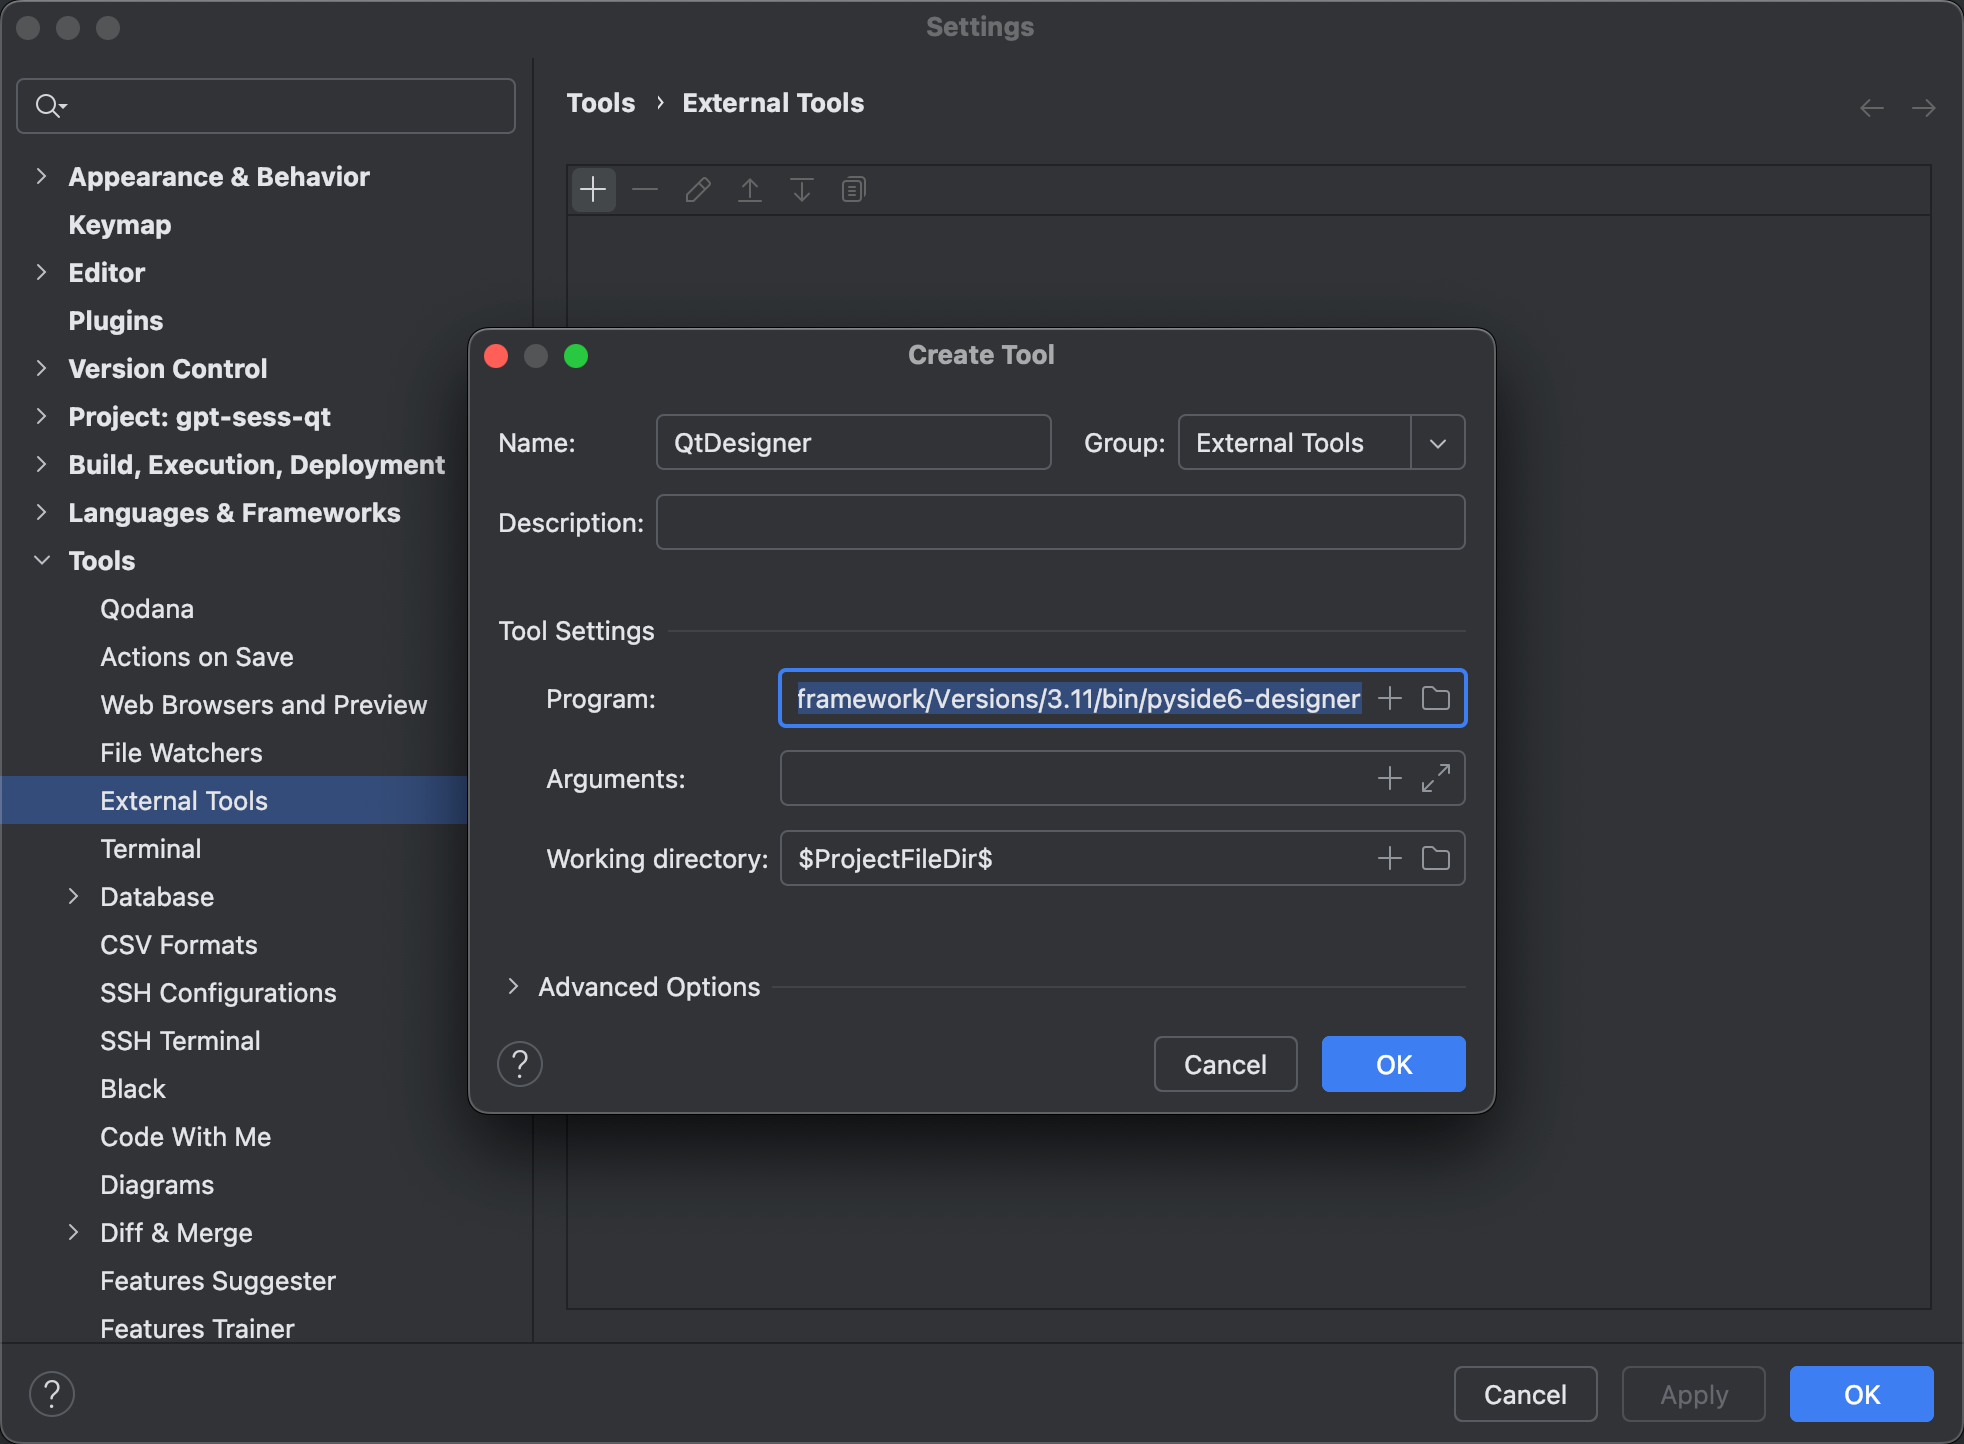 Settings
Tools › External Tools
Appearance & Behavior
Keymap
Editor
Plugins
Version Control
Project: gpt-sess-qt
Build, Execution, Deployment
Languages & Frameworks
Tools
Qodana
Actions on Save
Web Browsers and Preview
File Watchers
External Tools
Terminal
Database
CSV Formats
SSH Configurations
SSH Terminal
Black
Code With Me
Diagrams
Diff & Merge
Features Suggester
Features Trainer
Create Tool
Name: QtDesigner Group: External Tools
Description:
Tool Settings
Program: framework/Versions/3.11/bin/pyside6-designer
Arguments:
Working directory: $ProjectFileDir$
Advanced Options
? Cancel OK
? Cancel Apply OK